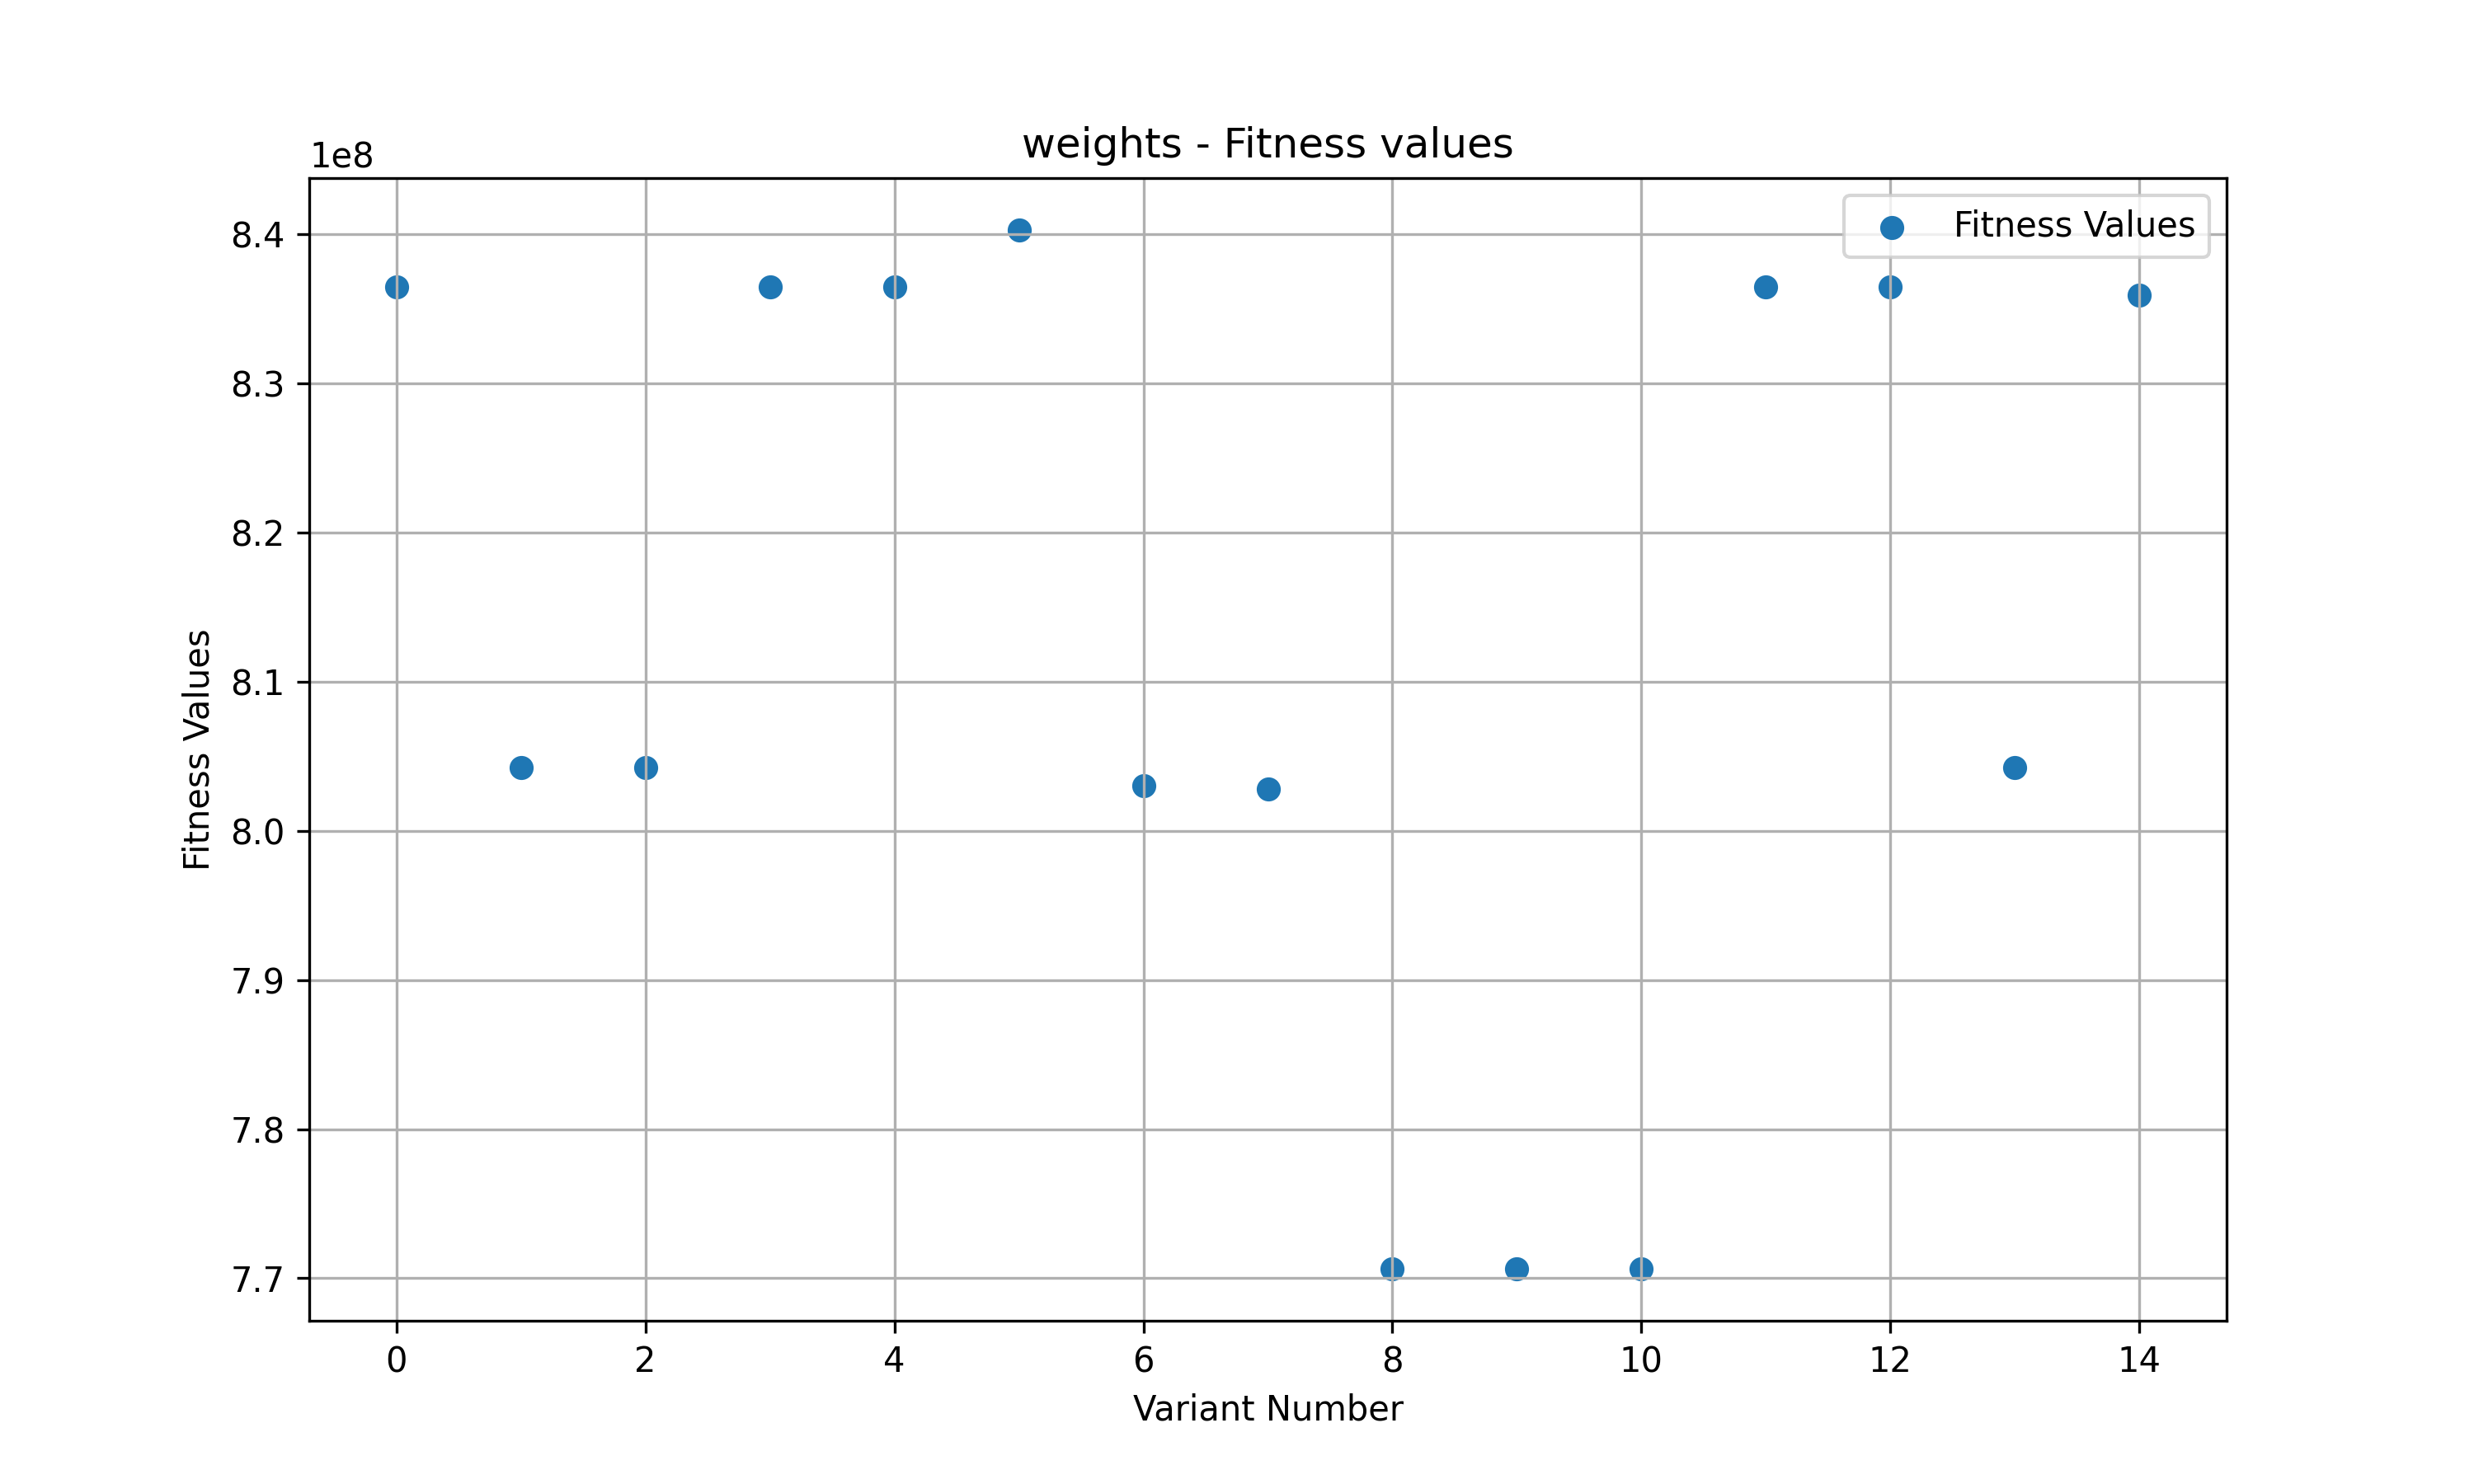 weights - Fitness values
1e8
Fitness Values
8.4
8.3
8.2
8.1
8.0
7.9
7.8
7.7
Fitness Values
0 2 4 6 8 10 12 14
Variant Number